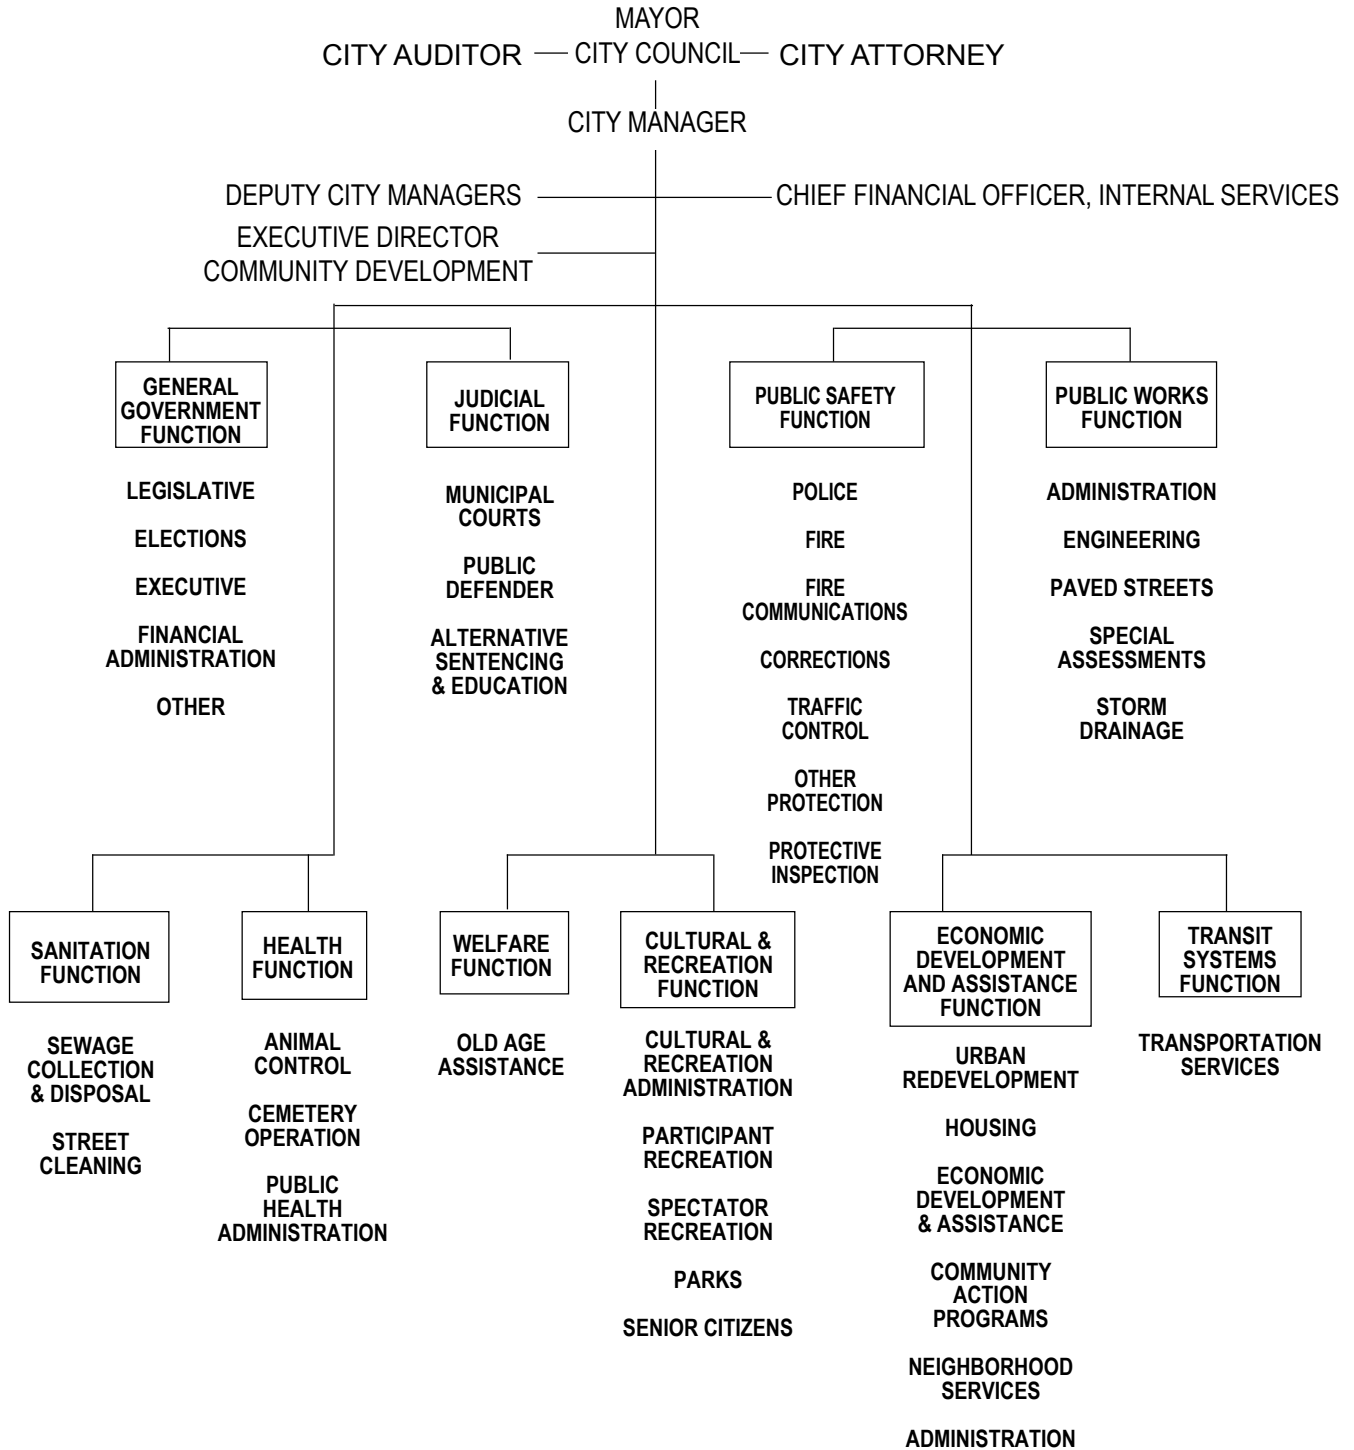 MAYOR
CITY AUDITOR
CITY COUNCIL
CITY ATTORNEY
CITY MANAGER
DEPUTY CITY MANAGERS
CHIEF FINANCIAL OFFICER, INTERNAL SERVICES
EXECUTIVE DIRECTOR
COMMUNITY DEVELOPMENT
GENERAL
GOVERNMENT
FUNCTION
LEGISLATIVE
ELECTIONS
EXECUTIVE
FINANCIAL
ADMINISTRATION
OTHER
JUDICIAL
FUNCTION
MUNICIPAL
COURTS
PUBLIC
DEFENDER
ALTERNATIVE
SENTENCING
& EDUCATION
PUBLIC SAFETY
FUNCTION
POLICE
FIRE
FIRE
COMMUNICATIONS
CORRECTIONS
TRAFFIC
CONTROL
OTHER
PROTECTION
PROTECTIVE
INSPECTION
PUBLIC WORKS
FUNCTION
ADMINISTRATION
ENGINEERING
PAVED STREETS
SPECIAL
ASSESSMENTS
STORM
DRAINAGE
SANITATION
FUNCTION
SEWAGE
COLLECTION
& DISPOSAL
STREET
CLEANING
HEALTH
FUNCTION
ANIMAL
CONTROL
CEMETERY
OPERATION
PUBLIC
HEALTH
ADMINISTRATION
WELFARE
FUNCTION
OLD AGE
ASSISTANCE
CULTURAL &
RECREATION
FUNCTION
CULTURAL &
RECREATION
ADMINISTRATION
PARTICIPANT
RECREATION
SPECTATOR
RECREATION
PARKS
SENIOR CITIZENS
ECONOMIC
DEVELOPMENT
AND ASSISTANCE
FUNCTION
URBAN
REDEVELOPMENT
HOUSING
ECONOMIC
DEVELOPMENT
& ASSISTANCE
COMMUNITY
ACTION
PROGRAMS
NEIGHBORHOOD
SERVICES
ADMINISTRATION
TRANSIT
SYSTEMS
FUNCTION
TRANSPORTATION
SERVICES